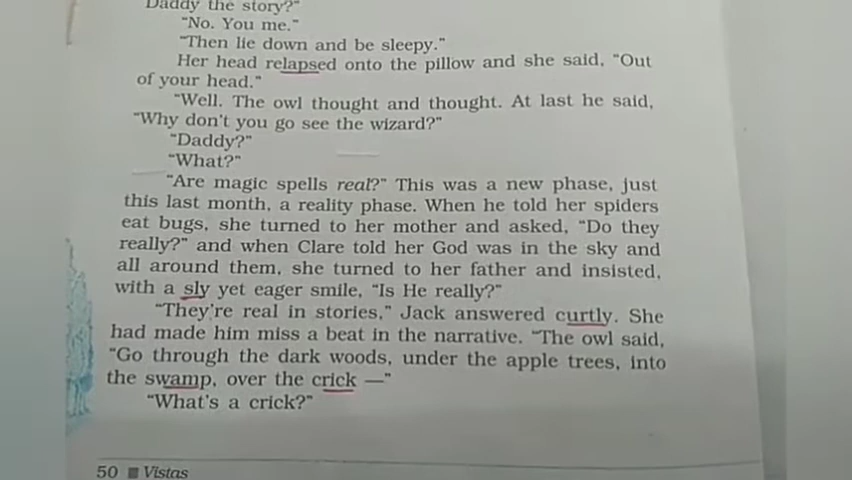 Daddy the story?"
"No. You me."
"Then lie down and be sleepy."
Her head relapsed onto the pillow and she said, "Out
of your head."
"Well. The owl thought and thought. At last he said,
"Why don't you go see the wizard?"
"Daddy?"
"What?"
"Are magic spells real?" This was a new phase, just
this last month, a reality phase. When he told her spiders
eat bugs, she turned to her mother and asked, "Do they
really?" and when Clare told her God was in the sky and
all around them, she turned to her father and insisted,
with a sly yet eager smile, "Is He really?"
"They're real in stories," Jack answered curtly. She
had made him miss a beat in the narrative. "The owl said,
"Go through the dark woods, under the apple trees, into
the swamp, over the crick —"
"What's a crick?"
50 ■ Vistas